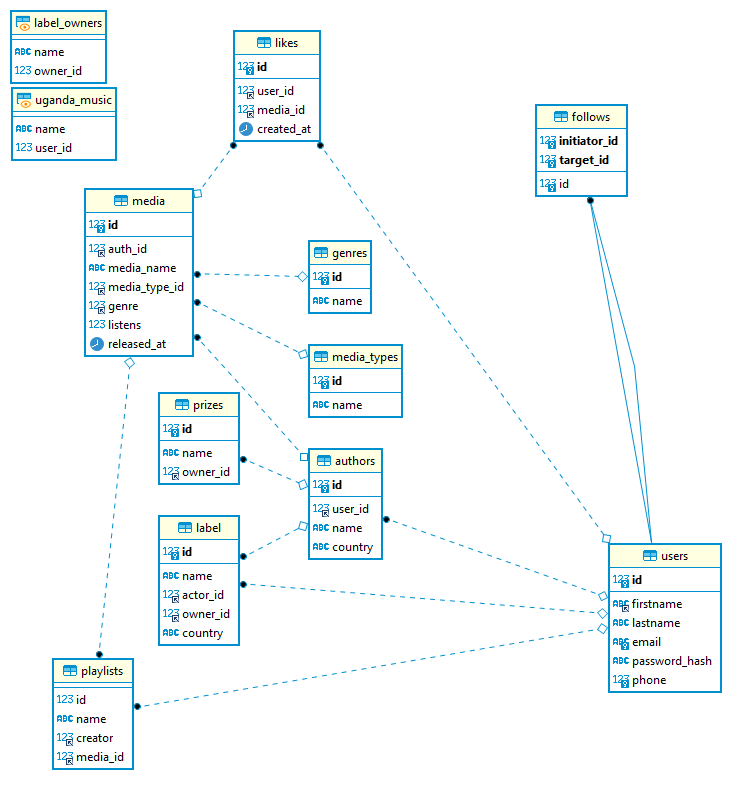 label_owners
ABC name
123 owner_id
uganda_music
ABC name
123 user_id
likes
123 id
123 user_id
123 media_id
created_at
follows
123 initiator_id
123 target_id
123 id
media
123 id
123 auth_id
ABC media_name
123 media_type_id
123 genre
123 listens
released_at
genres
123 id
ABC name
media_types
123 id
ABC name
prizes
123 id
ABC name
123 owner_id
authors
123 id
123 user_id
ABC name
ABC country
label
123 id
ABC name
123 actor_id
123 owner_id
ABC country
users
123 id
ABC firstname
ABC lastname
ABC email
ABC password_hash
123 phone
playlists
123 id
ABC name
123 creator
123 media_id